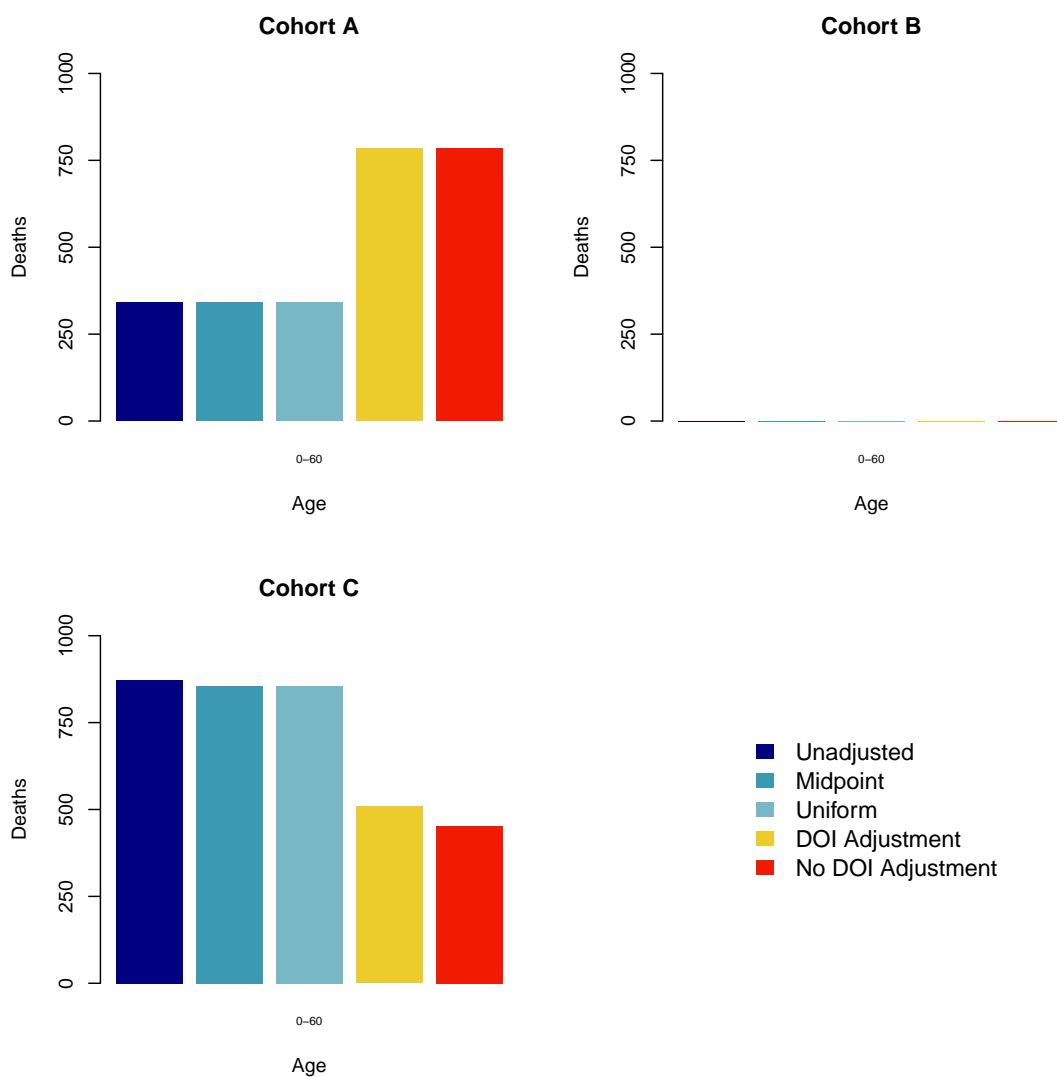 Cohort A
1000
750
500
250
0
Deaths
0–60
Age
Cohort B
1000
750
500
250
0
Deaths
0–60
Age
Cohort C
1000
750
500
250
0
Deaths
0–60
Age
Unadjusted
Midpoint
Uniform
DOI Adjustment
No DOI Adjustment